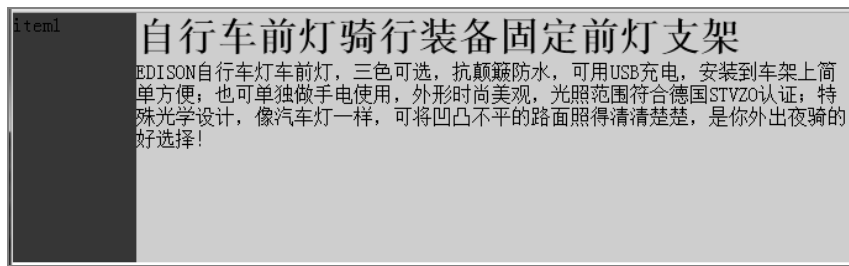 item1
自行车前灯骑行装备固定前灯支架
EDISON自行车灯车前灯，三色可选，抗颠簸防水，可用USB充电，安装到车架上简
单方便；也可单独做手电使用，外形时尚美观，光照范围符合德国STVZO认证；特
殊光学设计，像汽车灯一样，可将凹凸不平的路面照得清清楚楚，是你外出夜骑的
好选择！